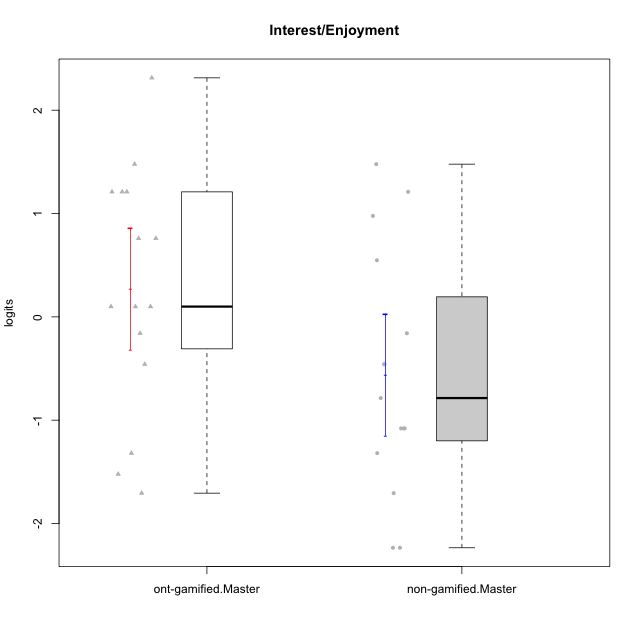 Interest/Enjoyment
logits
2
1
0
-1
-2
ont-gamified.Master
non-gamified.Master